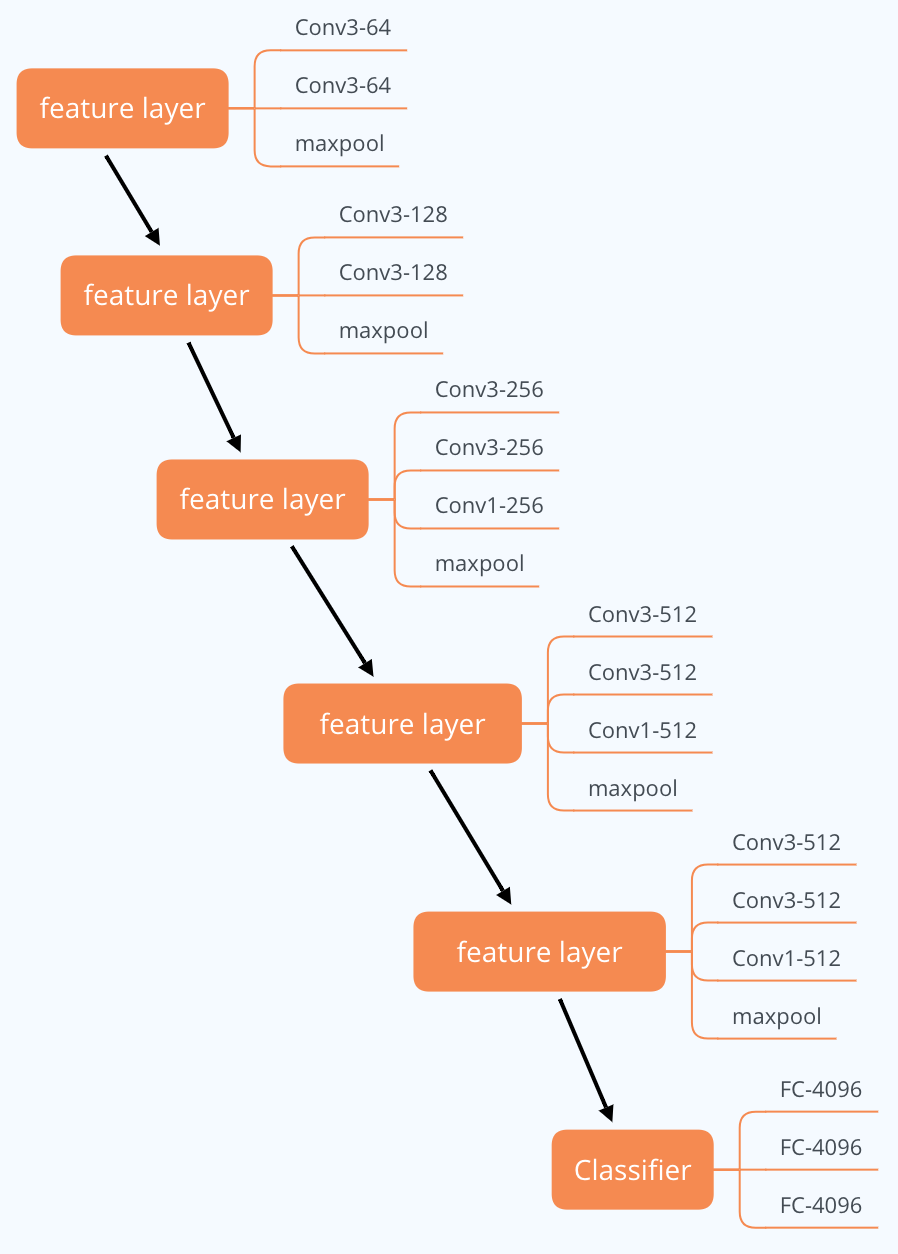 feature layer
Conv3-64
Conv3-64
maxpool
feature layer
Conv3-128
Conv3-128
maxpool
feature layer
Conv3-256
Conv3-256
Conv1-256
maxpool
feature layer
Conv3-512
Conv3-512
Conv1-512
maxpool
feature layer
Conv3-512
Conv3-512
Conv1-512
maxpool
Classifier
FC-4096
FC-4096
FC-4096